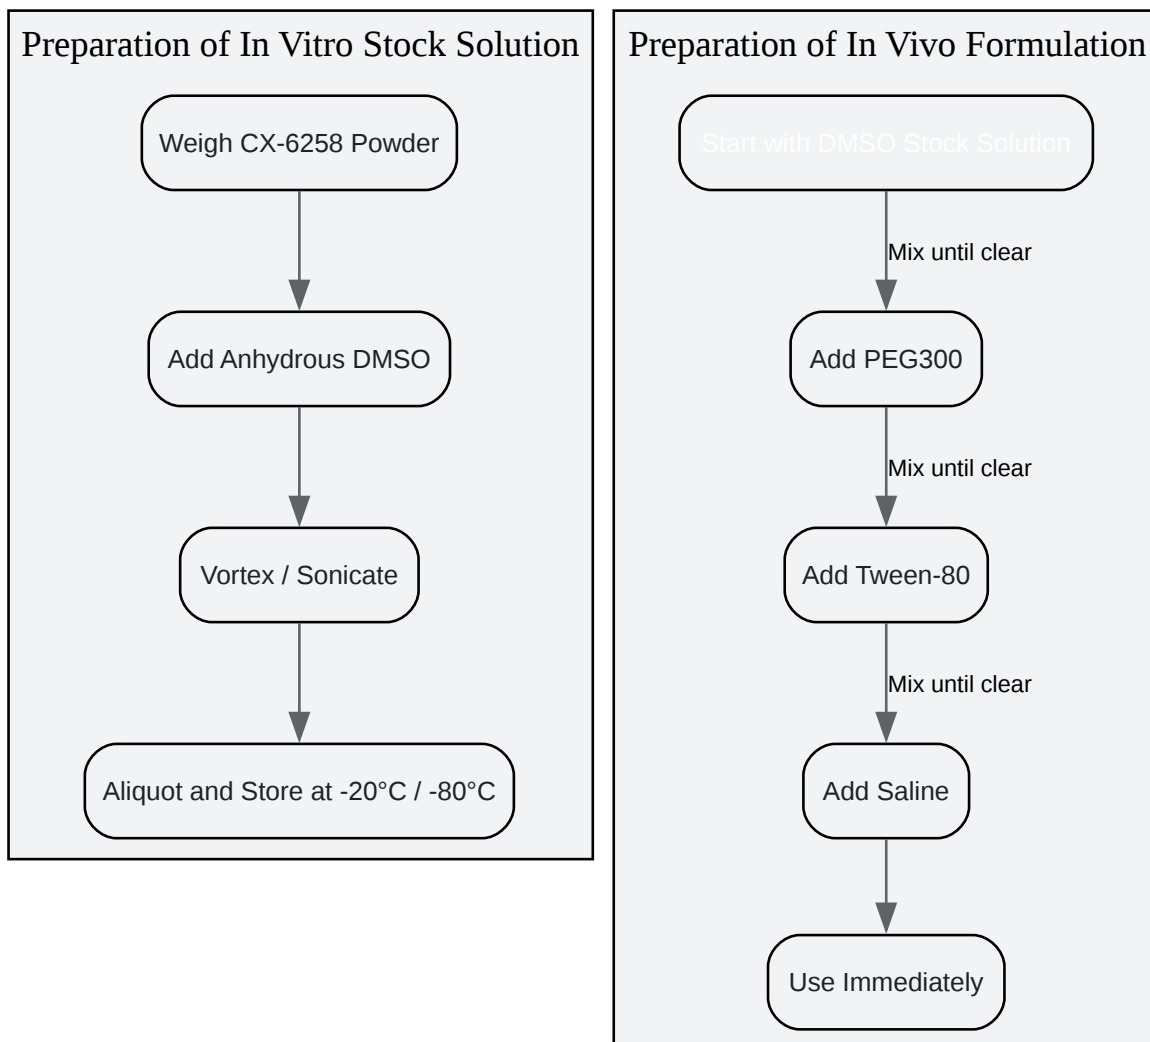 Preparation of In Vitro Stock Solution
Weigh CX-6258 Powder
Add Anhydrous DMSO
Vortex / Sonicate
Aliquot and Store at -20°C / -80°C
Preparation of In Vivo Formulation
Start with DMSO Stock Solution
Mix until clear
Add PEG300
Mix until clear
Add Tween-80
Mix until clear
Add Saline
Use Immediately